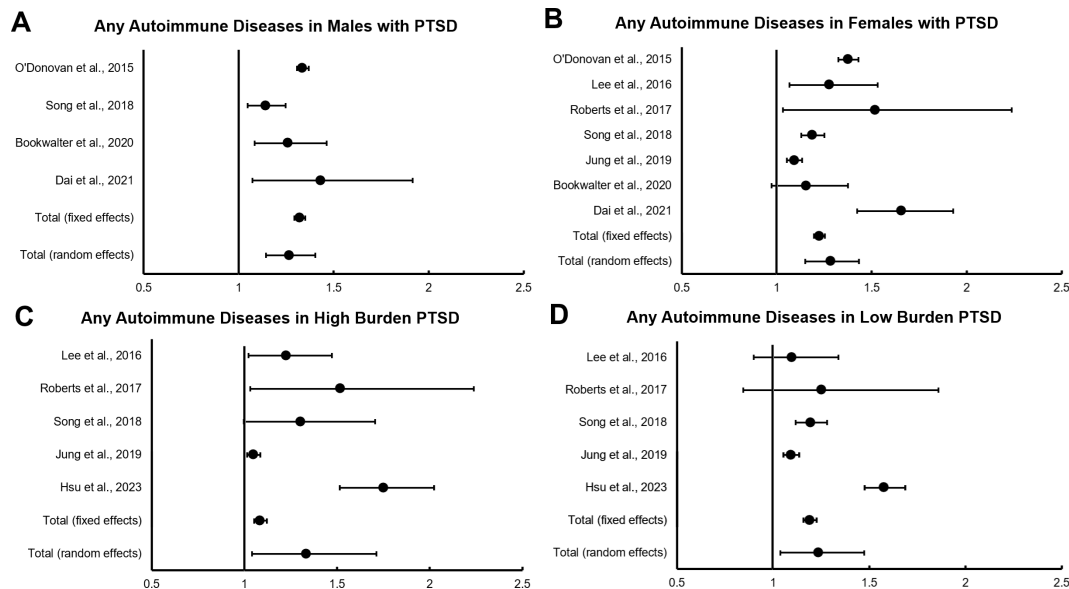 A
Any Autoimmune Diseases in Males with PTSD
O'Donovan et al., 2015
Song et al., 2018
Bookwalter et al., 2020
Dai et al., 2021
Total (fixed effects)
Total (random effects)
0.5 1 1.5 2 2.5
B
Any Autoimmune Diseases in Females with PTSD
O'Donovan et al., 2015
Lee et al., 2016
Roberts et al., 2017
Song et al., 2018
Jung et al., 2019
Bookwalter et al., 2020
Dai et al., 2021
Total (fixed effects)
Total (random effects)
0.5 1 1.5 2 2.5
C
Any Autoimmune Diseases in High Burden PTSD
Lee et al., 2016
Roberts et al., 2017
Song et al., 2018
Jung et al., 2019
Hsu et al., 2023
Total (fixed effects)
Total (random effects)
0.5 1 1.5 2 2.5
D
Any Autoimmune Diseases in Low Burden PTSD
Lee et al., 2016
Roberts et al., 2017
Song et al., 2018
Jung et al., 2019
Hsu et al., 2023
Total (fixed effects)
Total (random effects)
0.5 1 1.5 2 2.5